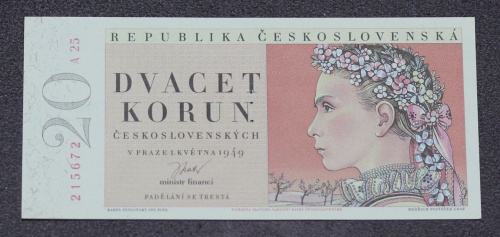 REPUBLIKA ČESKOSLOVENSKÁ
A 25
20
215672
DVACET
KORUN
ČESKOSLOVENSKÝCH
V PRAZE 1. KVĚTNA 1949
ministr financí
PADĚLÁNÍ SE TRESTÁ